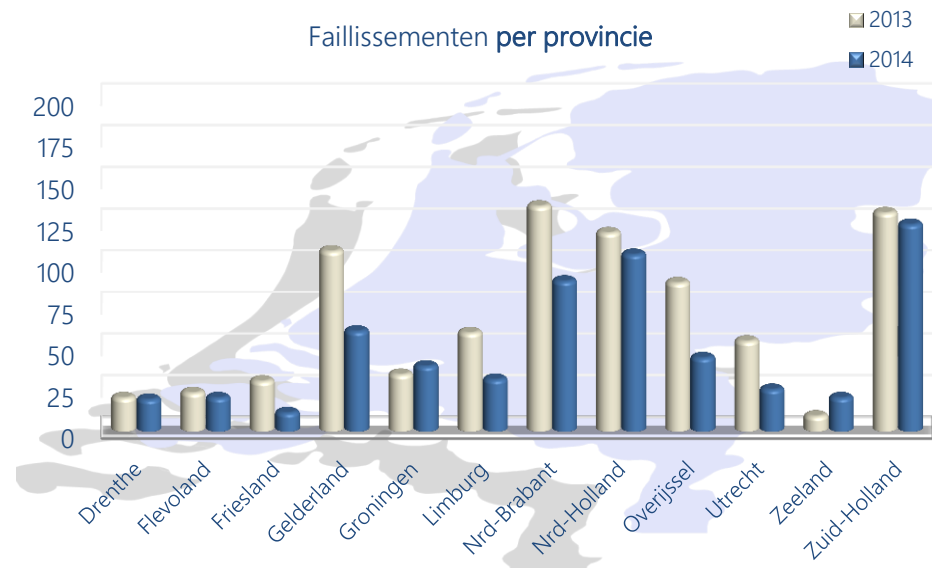 Faillissementen per provincie
2013
2014
200
175
150
125
100
75
50
25
0
Drenthe
Flevoland
Friesland
Gelderland
Groningen
Limburg
Nrd-Brabant
Nrd-Holland
Overijssel
Utrecht
Zeeland
Zuid-Holland